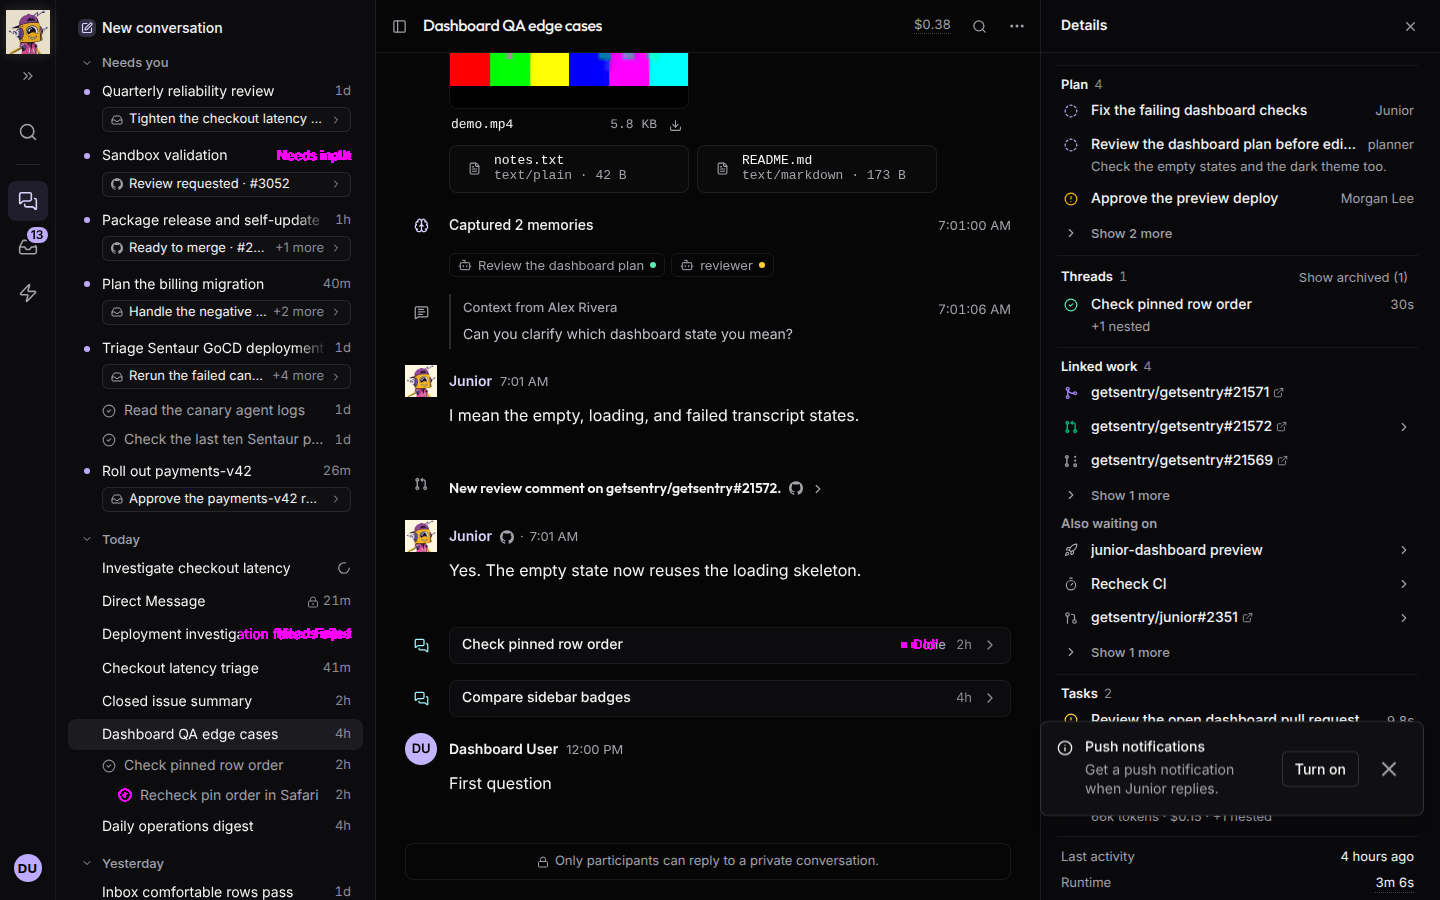 New conversation
Needs you
Quarterly reliability review 1d
Tighten the checkout latency ...
Sandbox validation
Review requested · #3052
Package release and self-update 1h
Ready to merge · #2... +1 more
13
Plan the billing migration 40m
Handle the negative ... +2 more
Triage Sentaur GoCD deployment 1d
Rerun the failed can... +4 more
Read the canary agent logs 1d
Check the last ten Sentaur p... 1d
Roll out payments-v42 26m
Approve the payments-v42 r...
Today
Investigate checkout latency
Direct Message 21m
Deployment investigation
Checkout latency triage 41m
Closed issue summary 2h
Dashboard QA edge cases 4h
Check pinned row order 2h
Recheck pin order in Safari 2h
Daily operations digest 4h
Yesterday
Inbox comfortable rows pass 1d
DU
Dashboard QA edge cases $0.38
demo.mp4 5.8 KB
notes.txt
text/plain · 42 B
README.md
text/markdown · 173 B
Captured 2 memories 7:01:00 AM
Review the dashboard plan
reviewer
Context from Alex Rivera 7:01:06 AM
Can you clarify which dashboard state you mean?
Junior 7:01 AM
I mean the empty, loading, and failed transcript states.
New review comment on getsentry/getsentry#21572.
Junior · 7:01 AM
Yes. The empty state now reuses the loading skeleton.
Check pinned row order 2h
Compare sidebar badges 4h
DU
Dashboard User 12:00 PM
First question
Only participants can reply to a private conversation.
Details
Plan 4
Fix the failing dashboard checks Junior
Review the dashboard plan before edi... planner
Check the empty states and the dark theme too.
Approve the preview deploy Morgan Lee
Show 2 more
Threads 1 Show archived (1)
Check pinned row order 30s
+1 nested
Linked work 4
getsentry/getsentry#21571
getsentry/getsentry#21572
getsentry/getsentry#21569
Show 1 more
Also waiting on
junior-dashboard preview
Recheck CI
getsentry/junior#2351
Show 1 more
Tasks 2
Review the open dashboard pull request 9.8s
Push notifications
Get a push notification
when Junior replies.
Turn on
66k tokens · $0.15 · +1 nested
Last activity 4 hours ago
Runtime 3m 6s